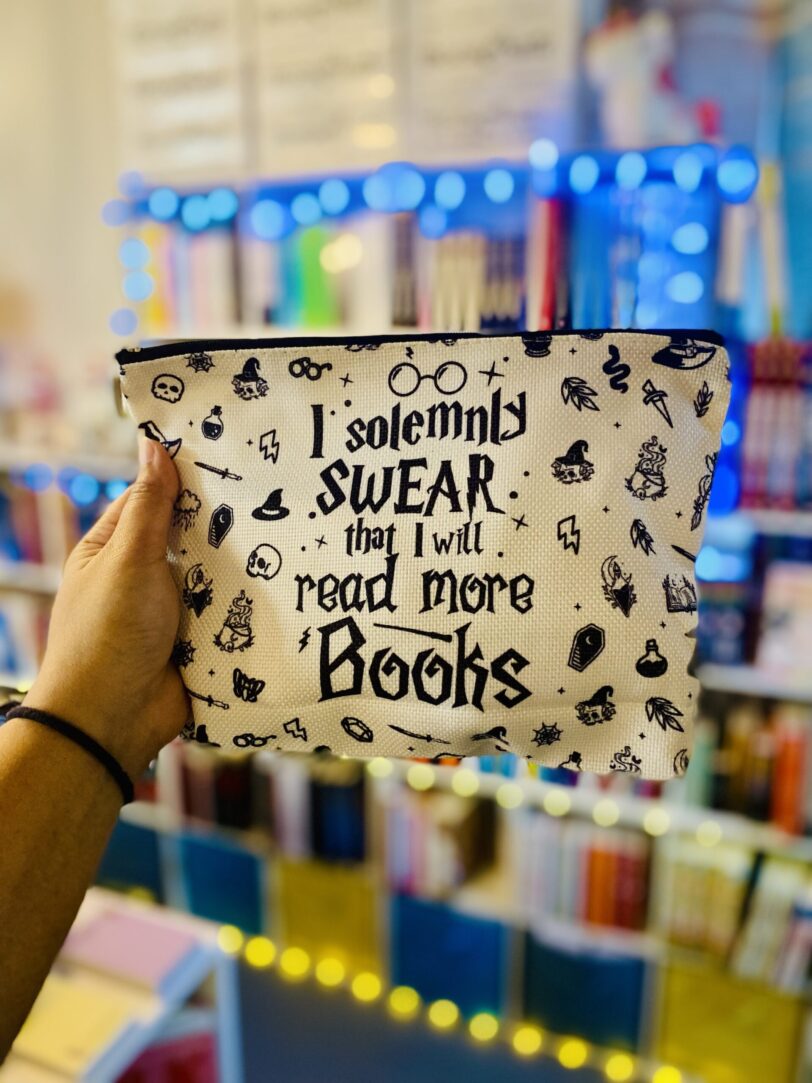 I solemnly
SWEAR
that I will
read more
Books